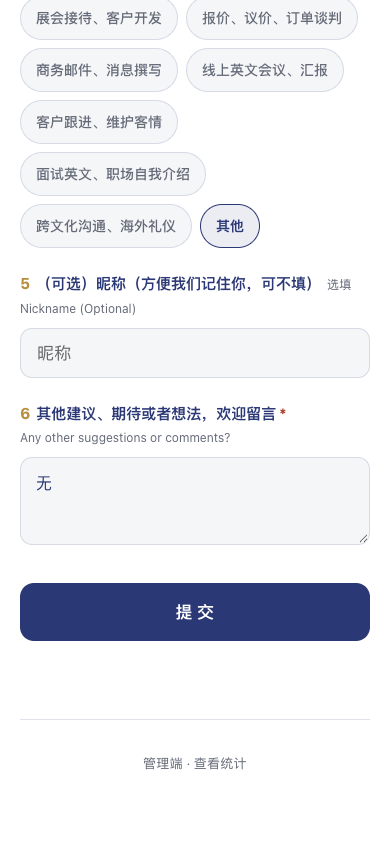 展会接待、客户开发
报价、议价、订单谈判
商务邮件、消息撰写
线上英文会议、汇报
客户跟进、维护客情
面试英文、职场自我介绍
跨文化沟通、海外礼仪
其他
5 （可选）昵称（方便我们记住你，可不填） 选填
Nickname (Optional)
昵称
6 其他建议、期待或者想法，欢迎留言 *
Any other suggestions or comments?
无
提 交
管理端 · 查看统计